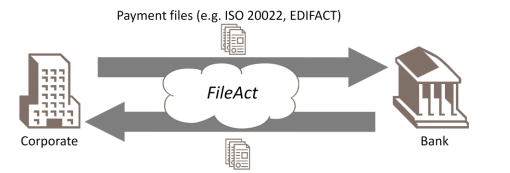 Payment files (e.g. ISO 20022, EDIFACT)
FileAct
Corporate
Bank